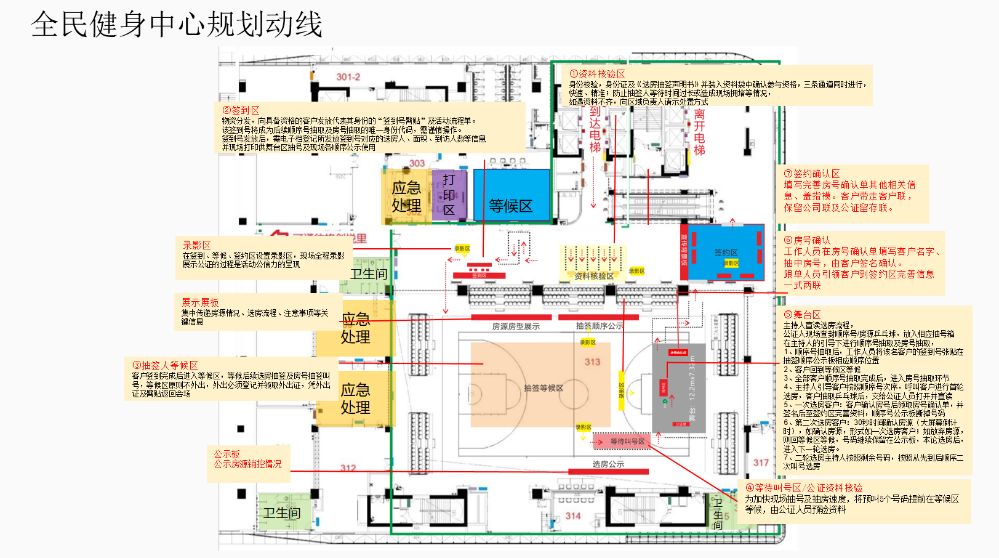 全民健身中心规划动线
301-2
①资料核验区
身份核验，身份证及《选房抽签声明书》并装入资料袋中确认参与资格，三条通道同时进行，
快速、精准；防止抽签人等待时间过长或造成现场拥堵等情况，
如遇资料不齐，向区域负责人请示处置方式
②签到区
物资分发，向具备资格的客户发放代表其身份的“签到号臂贴”及活动流程单。
该签到号将成为后续顺序号抽取及房号抽取的唯一身份代码，需谨慎操作。
签到号发放后，需电子档登记所发放签到号对应的选房人、面积、到访人数等信息
并现场打印供舞台区抽号及现场各顺序公示使用
到达电梯
离开电梯
303
应急
处理
302
打
印
区
等候区
⑦签约确认区
填写完善房号确认单其他相关信
息、盖指模。客户带走客户联，
保留公司联及公证留存联。
录影区
在签到、等候、签约区设置录影区，现场全程录影
展示公证的过程是活动公信力的呈现
录影区
签到区
资料核验区
录影区
宣传背景板
签约区
录影区
⑥房号确认
工作人员在房号确认单填写客户名字、
抽中房号，由客户签名确认。
跟单人员引领客户到签约区完善信息
一式两联
卫生间
展示展板
集中传递房源情况、选房流程、注意事项等关
键信息
应急
处理
房源房型展示
抽签顺序公示
录影区
313
抽签等候区
录影区
房号确认桌
舞台：12.2mx7.32m
公证席
⑤舞台区
主持人宣读选房流程，
公证人现场查封顺序号/房源乒乓球，放入相应抽号箱
在主持人的引导下进行顺序号抽取及房号抽取，
1、顺序号抽取后，工作人员将该名客户的签到号张贴在
抽签顺序公示板相应顺序位置
2、客户回到等候区等候
3、全部客户顺序号抽取完成后，进入房号抽取环节
4、主持人引导客户按照顺序号次序，呼叫客户进行首轮
选房，客户抽取乒乓球后，交给公证人员打开并宣读
5、一次选房客户：客户确认房号后领取房号确认单，并
签名后至签约区完善资料，顺序号公示板撕掉号码
6、第二次选房客户：30秒时间确认房源（大屏幕倒计
时），如确认房源，形式如一次选房客户；如放弃房源，
则回等候区等候，号码继续保留在公示板，本论选房后，
进入下一轮选房。
7、二轮选房主持人按照剩余号码，按照从先到后顺序二
次叫号选房
③抽签人等候区
客户签到完成后进入等候区，等候后续选房抽签及房号抽签叫
号，等候区原则不外出，外出必须登记并领取外出证，凭外出
证及臂贴返回会场
应急
处理
录影区
等待叫号区
选房公示
公示板
公示房源销控情况
312
317
④等待叫号区/公证资料核验
为加快现场抽号及抽房速度，将预叫5个号码提前在等候区
等候，由公证人员预验资料
卫生间
314
卫
生
间